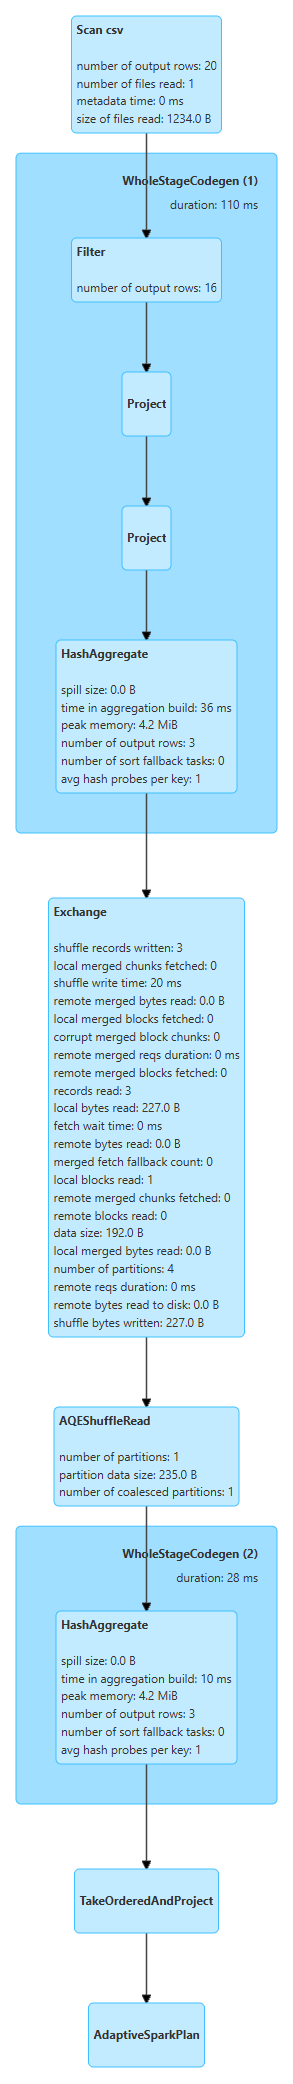 Scan csv
number of output rows: 20
number of files read: 1
metadata time: 0 ms
size of files read: 1234.0 B
WholeStageCodegen (1)
duration: 110 ms
Filter
number of output rows: 16
Project
Project
HashAggregate
spill size: 0.0 B
time in aggregation build: 36 ms
peak memory: 4.2 MiB
number of output rows: 3
number of sort fallback tasks: 0
avg hash probes per key: 1
Exchange
shuffle records written: 3
local merged chunks fetched: 0
shuffle write time: 20 ms
remote merged bytes read: 0.0 B
local merged blocks fetched: 0
corrupt merged block chunks: 0
remote merged reqs duration: 0 ms
remote merged blocks fetched: 0
records read: 3
local bytes read: 227.0 B
fetch wait time: 0 ms
remote bytes read: 0.0 B
merged fetch fallback count: 0
local blocks read: 1
remote merged chunks fetched: 0
remote blocks read: 0
data size: 192.0 B
local merged bytes read: 0.0 B
number of partitions: 4
remote reqs duration: 0 ms
remote bytes read to disk: 0.0 B
shuffle bytes written: 227.0 B
AQEShuffleRead
number of partitions: 1
partition data size: 235.0 B
number of coalesced partitions: 1
WholeStageCodegen (2)
duration: 28 ms
HashAggregate
spill size: 0.0 B
time in aggregation build: 10 ms
peak memory: 4.2 MiB
number of output rows: 3
number of sort fallback tasks: 0
avg hash probes per key: 1
TakeOrderedAndProject
AdaptiveSparkPlan